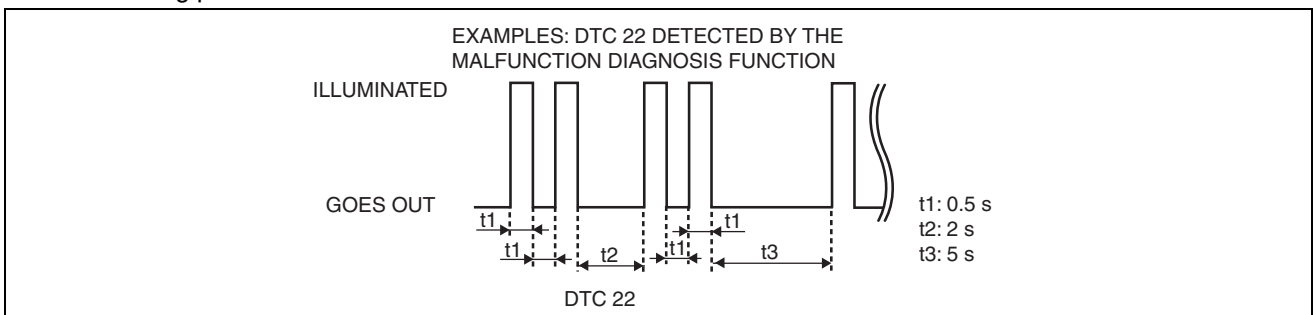 EXAMPLES: DTC 22 DETECTED BY THE
MALFUNCTION DIAGNOSIS FUNCTION
ILLUMINATED
GOES OUT
t1
t1
t2
t1
t1
t3
t1: 0.5 s
t2: 2 s
t3: 5 s
DTC 22